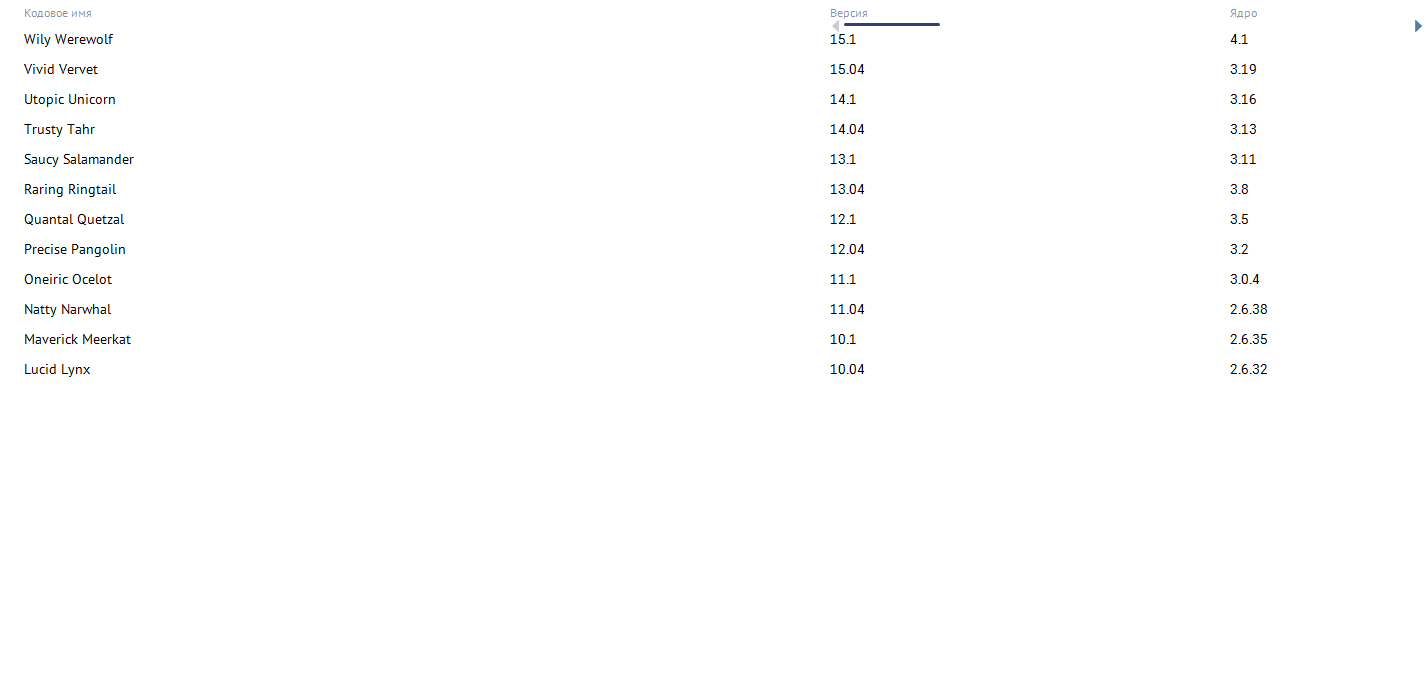 Кодовое имя Версия Ядро
Wily Werewolf 15.1 4.1
Vivid Vervet 15.04 3.19
Utopic Unicorn 14.1 3.16
Trusty Tahr 14.04 3.13
Saucy Salamander 13.1 3.11
Raring Ringtail 13.04 3.8
Quantal Quetzal 12.1 3.5
Precise Pangolin 12.04 3.2
Oneiric Ocelot 11.1 3.0.4
Natty Narwhal 11.04 2.6.38
Maverick Meerkat 10.1 2.6.35
Lucid Lynx 10.04 2.6.32